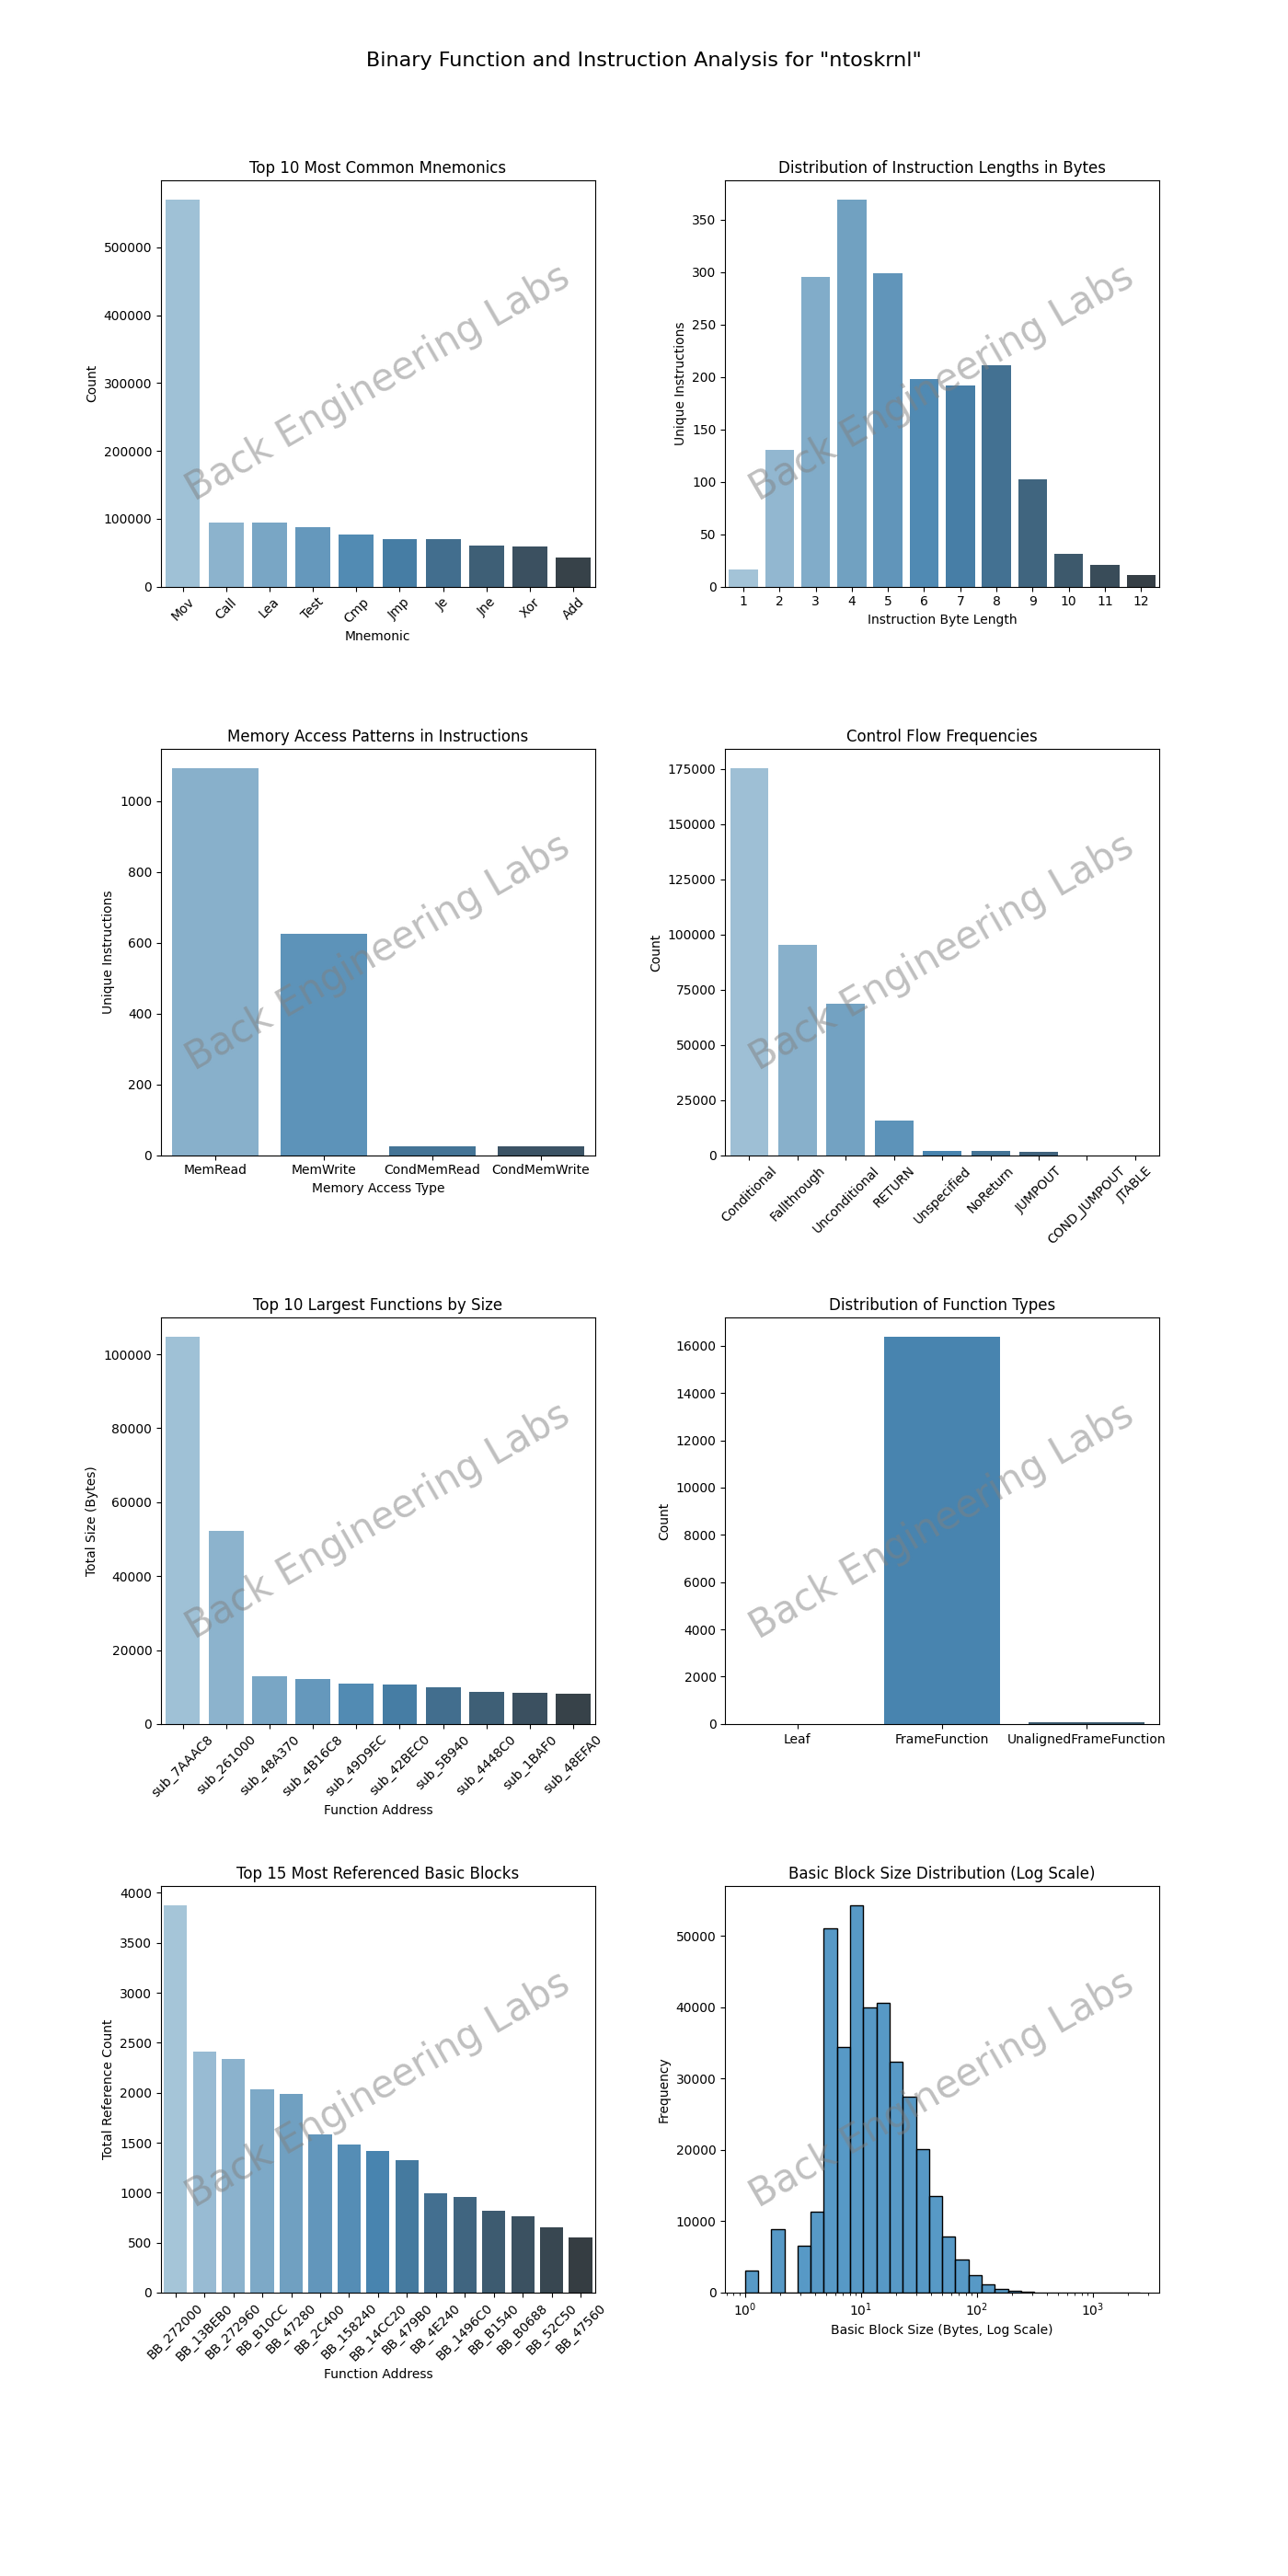 Binary Function and Instruction Analysis for "ntoskrnl"
Top 10 Most Common Mnemonics
Count
500000
400000
300000
200000
100000
0
Mov Call Lea Test Cmp Jmp Je Jne Xor Add
Mnemonic
Back Engineering Labs
Distribution of Instruction Lengths in Bytes
Unique Instructions
350
300
250
200
150
100
50
0
1 2 3 4 5 6 7 8 9 10 11 12
Instruction Byte Length
Back Engineering Labs
Memory Access Patterns in Instructions
Unique Instructions
1000
800
600
400
200
0
MemRead MemWrite CondMemRead CondMemWrite
Memory Access Type
Back Engineering Labs
Control Flow Frequencies
Count
175000
150000
125000
100000
75000
50000
25000
0
Conditional Fallthrough Unconditional RETURN Unspecified NoReturn JUMPOUT COND_JUMPOUT JTABLE
Back Engineering Labs
Top 10 Largest Functions by Size
Total Size (Bytes)
100000
80000
60000
40000
20000
0
sub_7AAAC8 sub_261000 sub_48A370 sub_4B16C8 sub_49D9EC sub_42BEC0 sub_5B940 sub_4448C0 sub_1BAF0 sub_48EFA0
Function Address
Back Engineering Labs
Distribution of Function Types
Count
16000
14000
12000
10000
8000
6000
4000
2000
0
Leaf FrameFunction UnalignedFrameFunction
Back Engineering Labs
Top 15 Most Referenced Basic Blocks
Total Reference Count
4000
3500
3000
2500
2000
1500
1000
500
0
BB_272000 BB_13BEB0 BB_272960 BB_B10CC BB_47280 BB_2C400 BB_158240 BB_14CC20 BB_479B0 BB_4E240 BB_1496C0 BB_B1540 BB_B0688 BB_52C50 BB_47560
Function Address
Back Engineering Labs
Basic Block Size Distribution (Log Scale)
Frequency
50000
40000
30000
20000
10000
0
10⁰ 10¹ 10² 10³
Basic Block Size (Bytes, Log Scale)
Back Engineering Labs